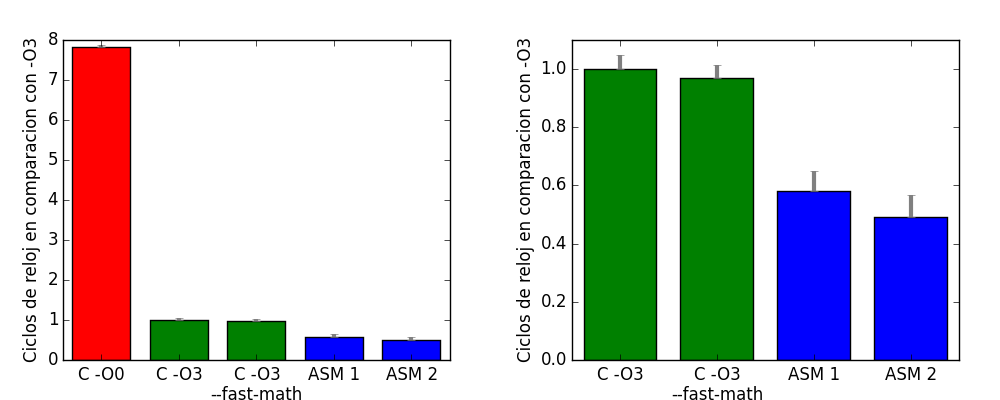 Ciclos de reloj en comparacion con -O3
8
7
6
5
4
3
2
1
0
C -O0 C -O3 C -O3 ASM 1 ASM 2
--fast-math
Ciclos de reloj en comparacion con -O3
1.0
0.8
0.6
0.4
0.2
0.0
C -O3 C -O3 ASM 1 ASM 2
--fast-math